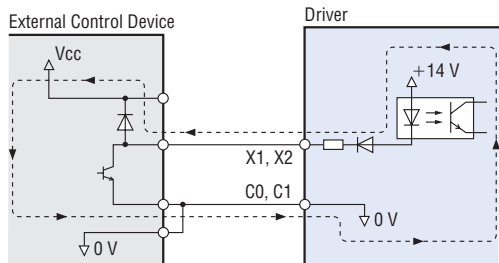 External Control Device
Driver
Vcc
+14 V
X1, X2
C0, C1
0 V
0 V